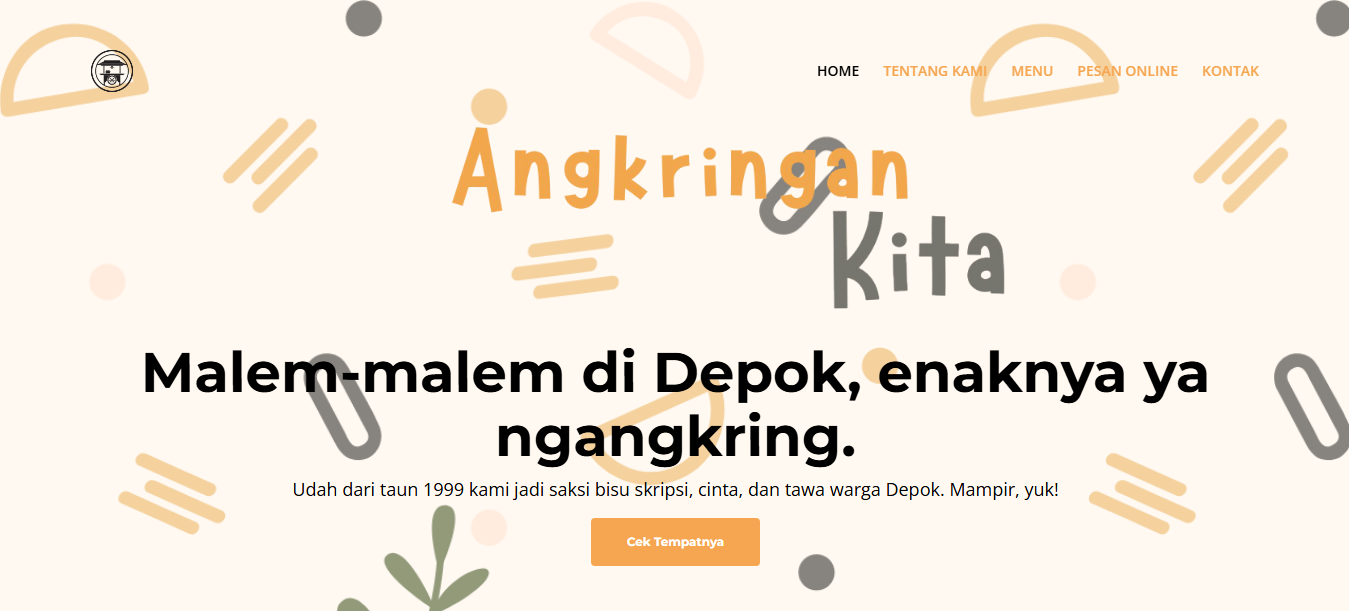 HOME TENTANG KAMI MENU PESAN ONLINE KONTAK
Angkringan
Kita
Malem-malem di Depok, enaknya ya
ngangkring.
Udah dari taun 1999 kami jadi saksi bisu skripsi, cinta, dan tawa warga Depok. Mampir, yuk!
Cek Tempatnya